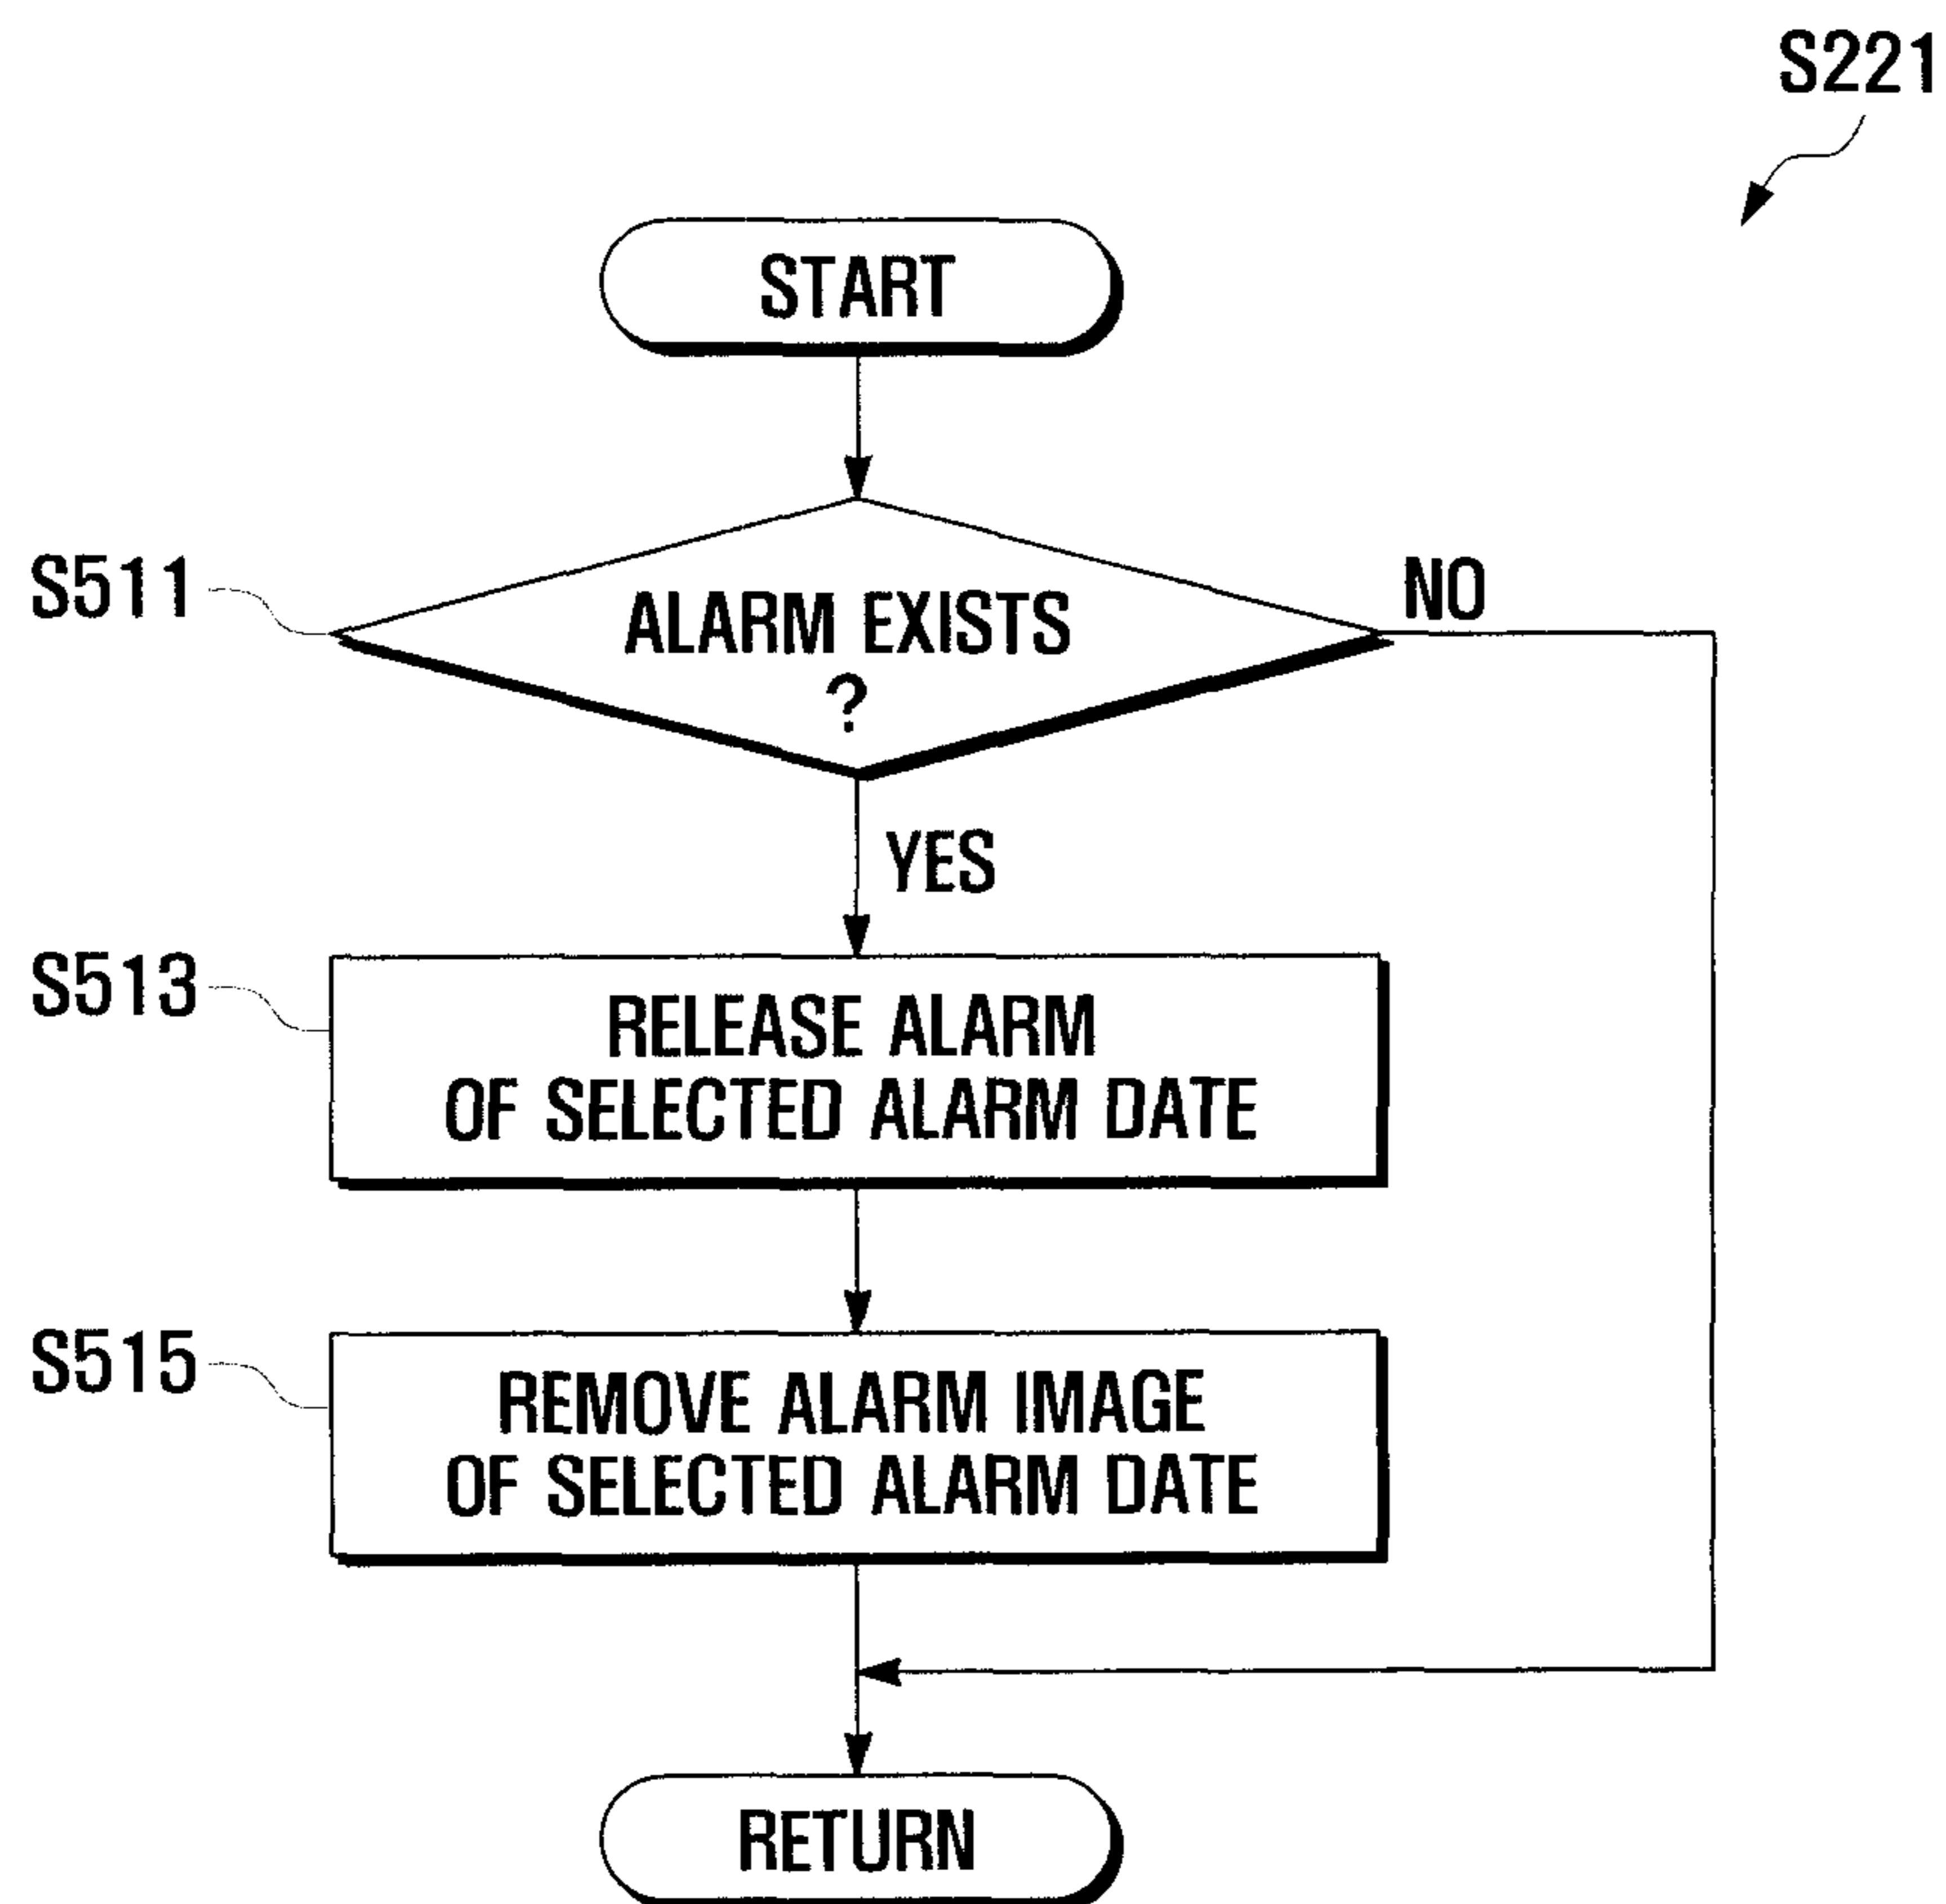 S221
START
S511
ALARM EXISTS
?
NO
YES
S513
RELEASE ALARM
OF SELECTED ALARM DATE
S515
REMOVE ALARM IMAGE
OF SELECTED ALARM DATE
RETURN